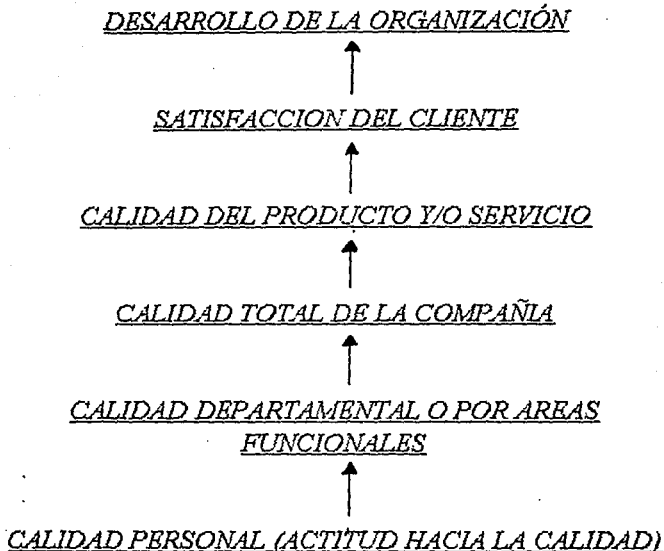 DESARROLLO DE LA ORGANIZACIÓN
SATISFACCION DEL CLIENTE
CALIDAD DEL PRODUCTO Y/O SERVICIO
CALIDAD TOTAL DE LA COMPAÑIA
CALIDAD DEPARTAMENTAL O POR AREAS
FUNCIONALES
CALIDAD PERSONAL (ACTITUD HACIA LA CALIDAD)